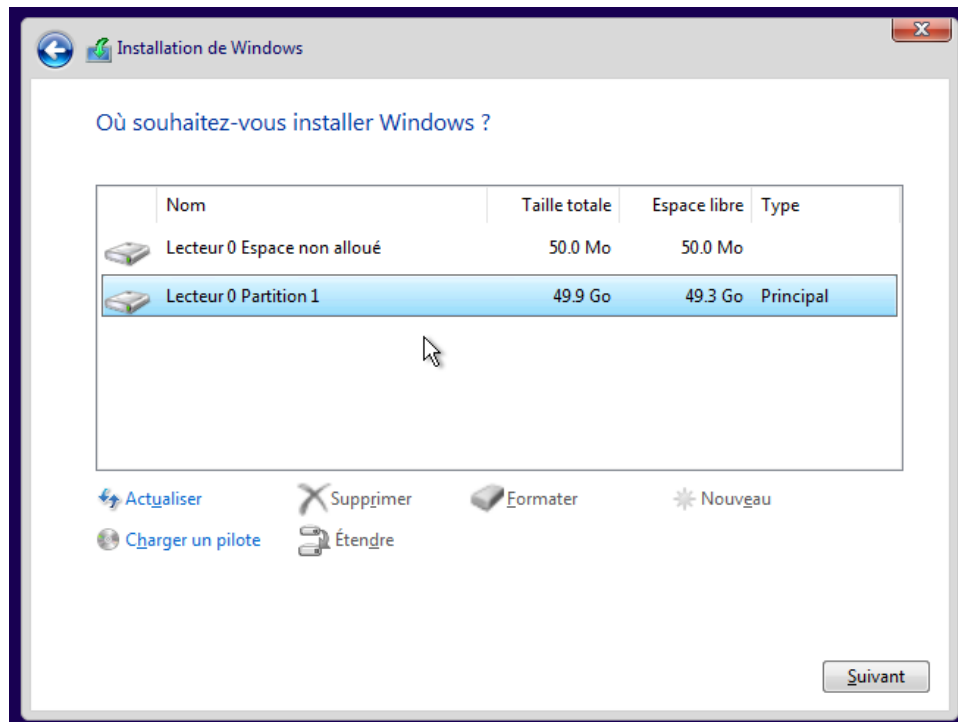 Installation de Windows
Où souhaitez-vous installer Windows ?
Nom Taille totale Espace libre Type
Lecteur 0 Espace non alloué 50.0 Mo 50.0 Mo
Lecteur 0 Partition 1 49.9 Go 49.3 Go Principal
Actualiser Supprimer Formater Nouveau
Charger un pilote Étendre
Suivant